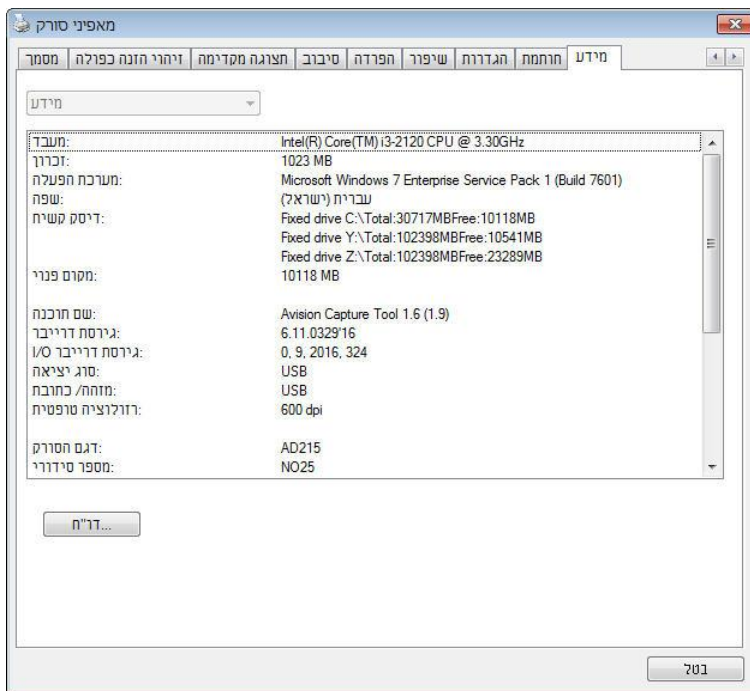 מאפיני סורק
מסמך זיהוי הזנה כפולה תצוגה מקדימה סיבוב הפרדה שיפור הגדרות חותמת מידע
מידע
מעבד: Intel(R) Core(TM) i3-2120 CPU @ 3.30GHz
זכרון: 1023 MB
מערכת הפעלה: Microsoft Windows 7 Enterprise Service Pack 1 (Build 7601)
שפה: עברית (ישראל)
דיסק קשיח: Fixed drive C:\Total:30717MBFree:10118MB
Fixed drive Y:\Total:102398MBFree:10541MB
Fixed drive Z:\Total:102398MBFree:23289MB
מקום פנוי: 10118 MB
שם תוכנה: Avision Capture Tool 1.6 (1.9)
גירסת דרייבר: 6.11.0329'16
גירסת דרייבר I/O: 0, 9, 2016, 324
סוג יציאה: USB
מזהה/ כתובת: USB
רזולוציה טופטית: 600 dpi
דגם הסורק: AD215
מספר סידורי: NO25
דו"ח...
בטל